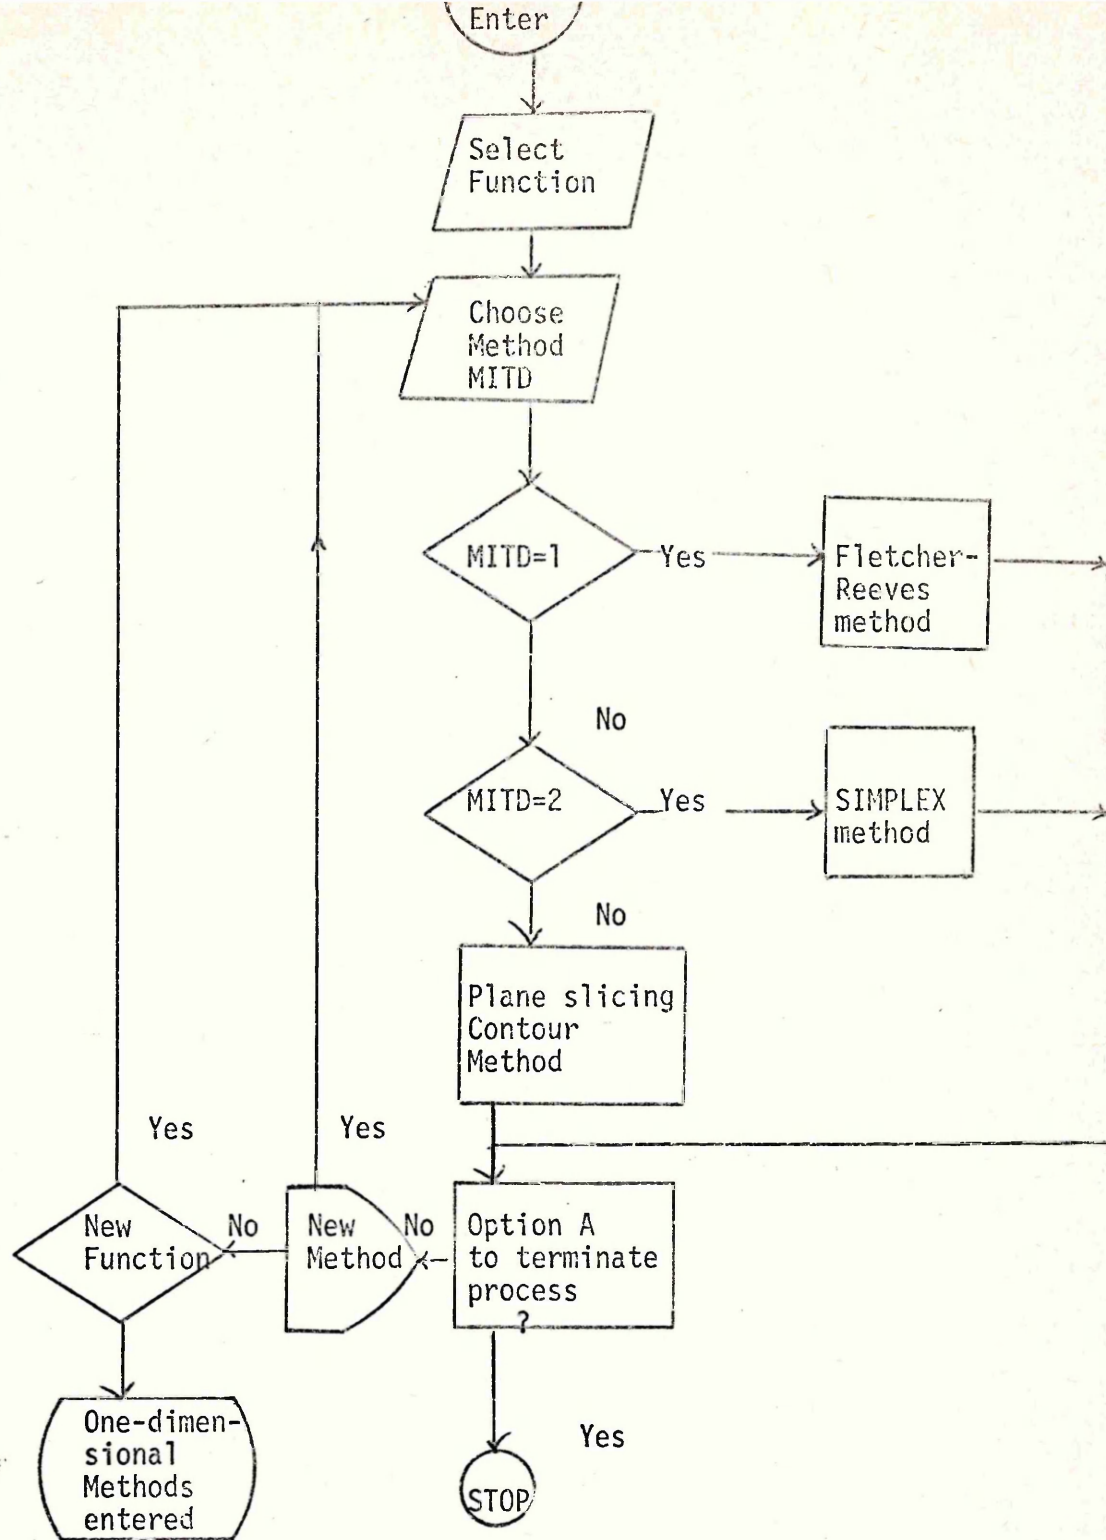 Enter
Select
Function
Choose
Method
MITD
MITD=1
Yes
Fletcher-
Reeves
method
No
MITD=2
Yes
SIMPLEX
method
No
Plane slicing
Contour
Method
Yes
Yes
New
Function
No
New
Method
No
Option A
to terminate
process
?
One-dimen-
sional
Methods
entered
Yes
STOP